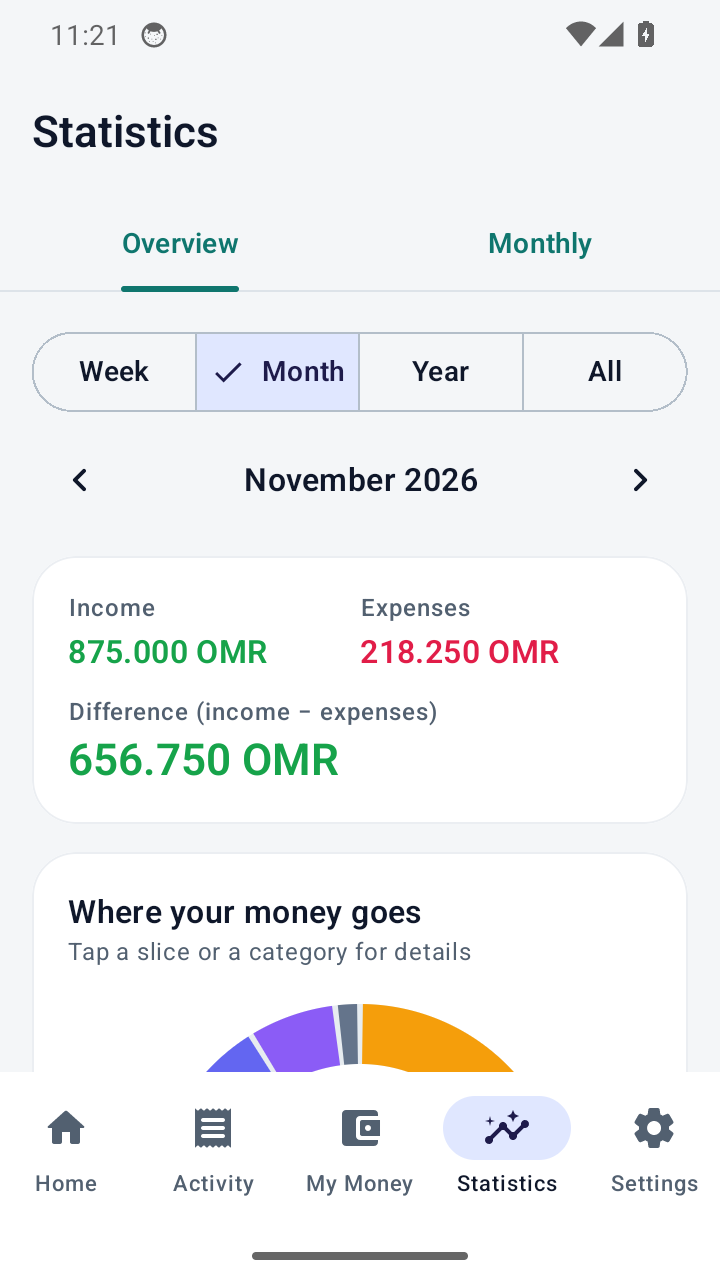 11:21
Statistics
Overview
Monthly
Week
Month
Year
All
November 2026
Income
Expenses
875.000 OMR
218.250 OMR
Difference (income − expenses)
656.750 OMR
Where your money goes
Tap a slice or a category for details
Home
Activity
My Money
Statistics
Settings